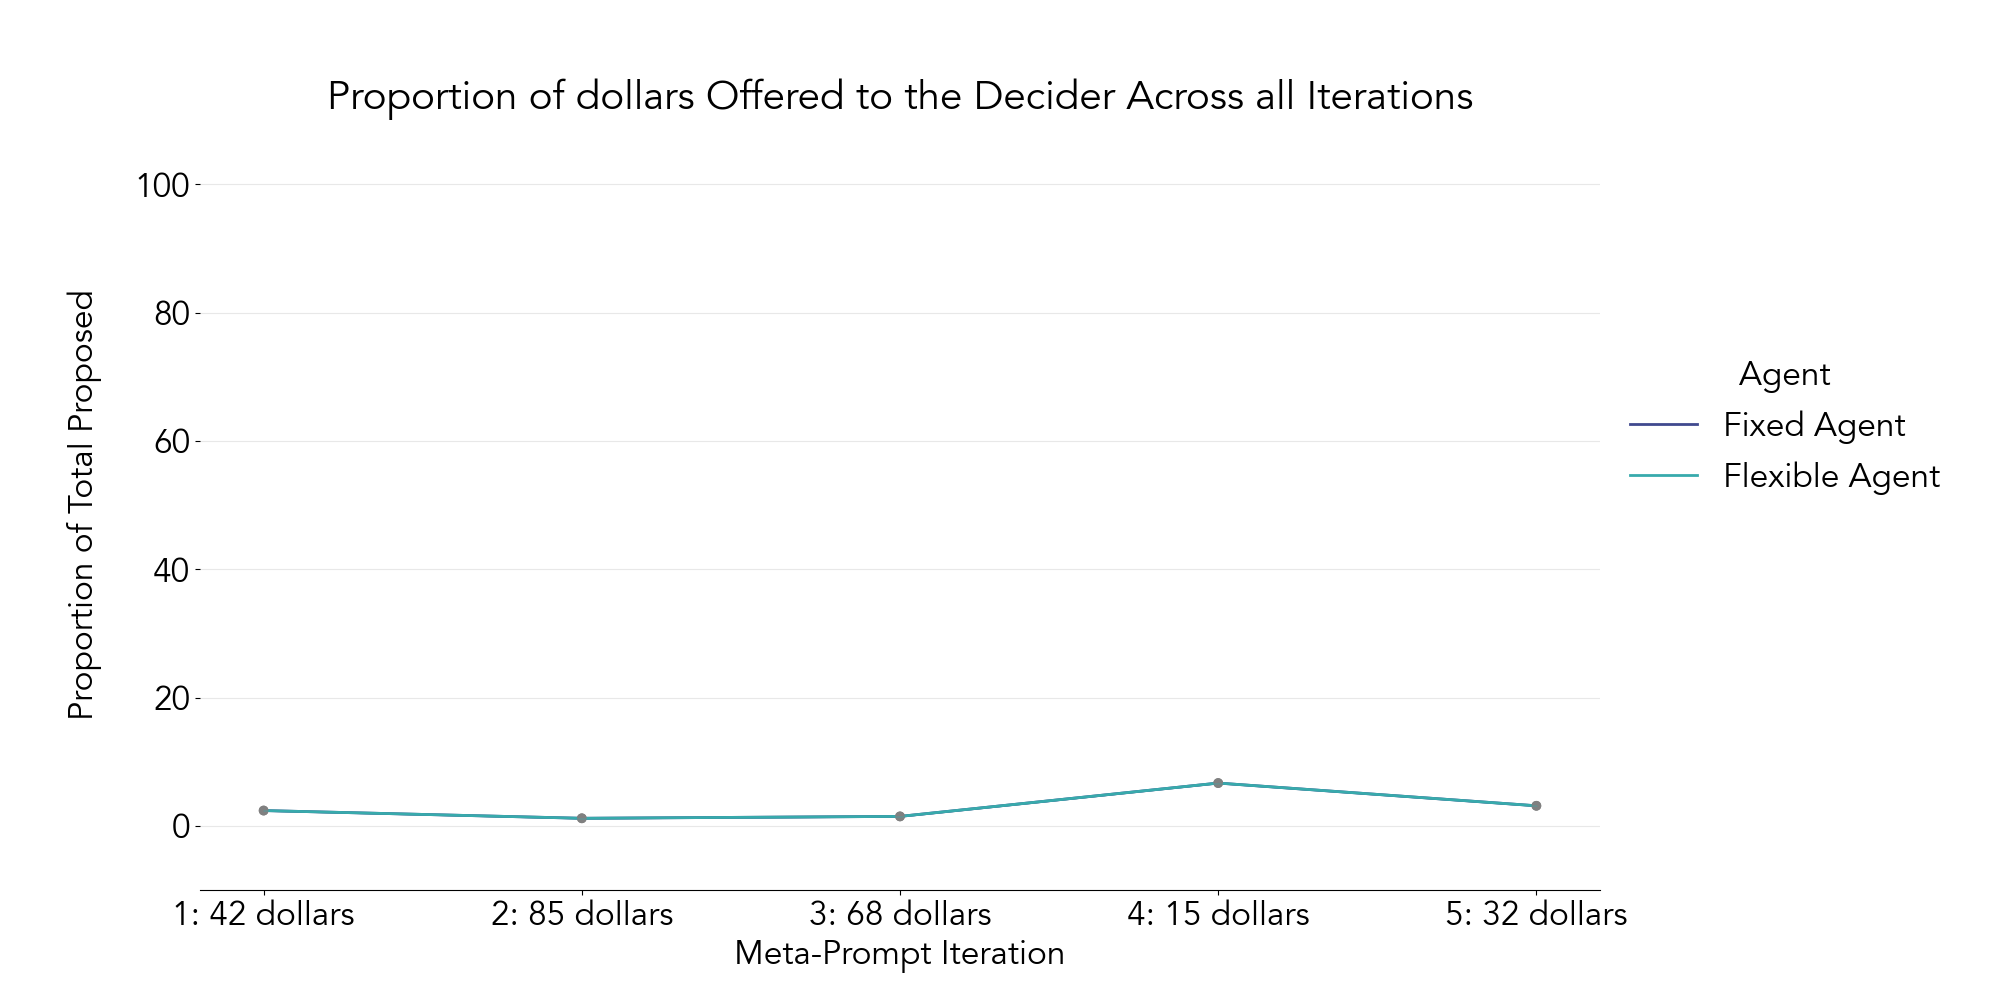 Proportion of dollars Offered to the Decider Across all Iterations
100
80
60
40
20
0
Proportion of Total Proposed
1: 42 dollars
2: 85 dollars
3: 68 dollars
4: 15 dollars
5: 32 dollars
Meta-Prompt Iteration
Agent
Fixed Agent
Flexible Agent